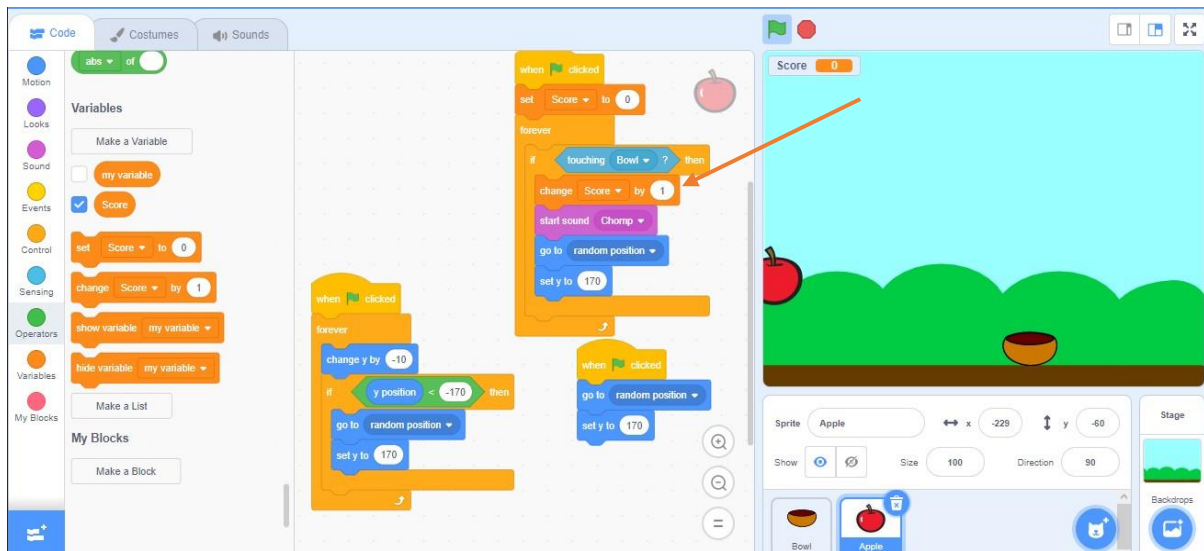 Code
Costumes
Sounds
Motion
Looks
Sound
Events
Control
Sensing
Operators
Variables
My Blocks
abs of
Variables
Make a Variable
my variable
Score
set Score to 0
change Score by 1
show variable my variable
hide variable my variable
Make a List
My Blocks
Make a Block
when clicked
forever
change y by -10
if y position < -170 then
go to random position
set y to 170
when clicked
set Score to 0
forever
if touching Bowl ? then
change Score by 1
start sound Chomp
go to random position
set y to 170
when clicked
go to random position
set y to 170
Score 0
Sprite Apple x -229 y -60
Show Size 100 Direction 90
Bowl
Apple
Stage
Backdrops